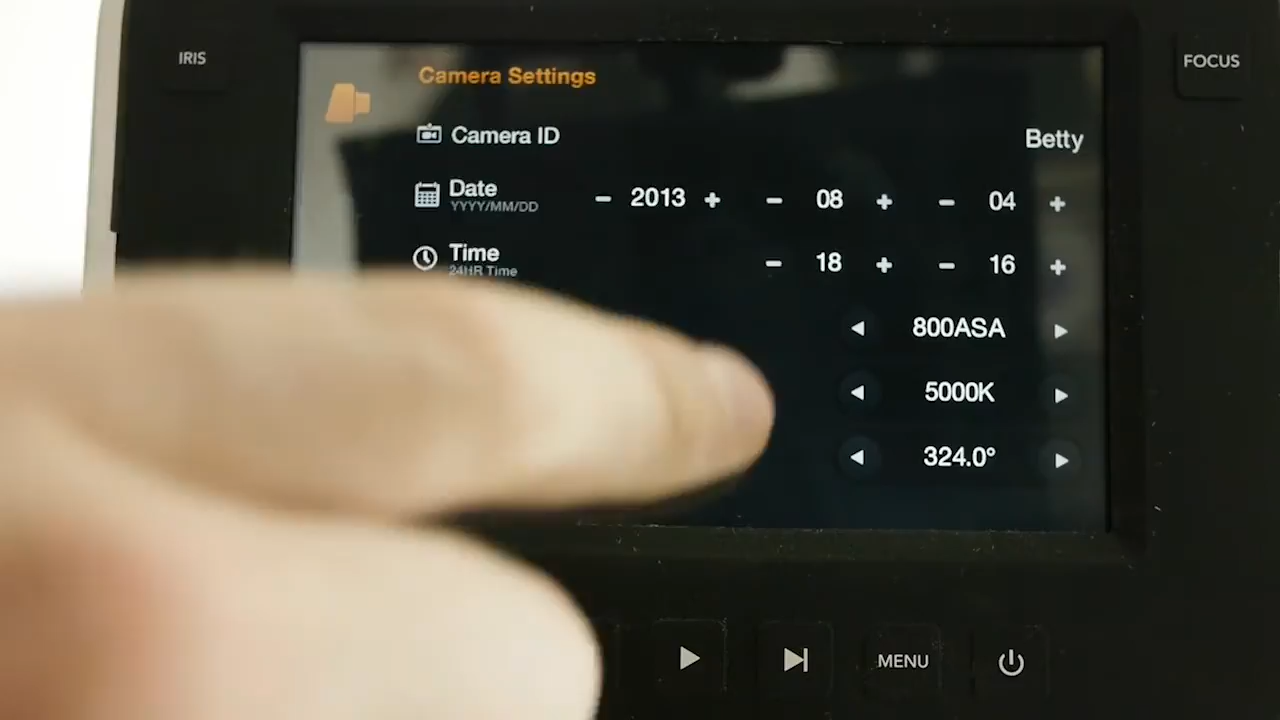 IRIS
FOCUS
Camera Settings
Camera ID Betty
Date - 2013 + - 08 + - 04 +
YYYY/MM/DD
Time - 18 + - 16 +
24HR Time
800ASA
5000K
324.0°
MENU